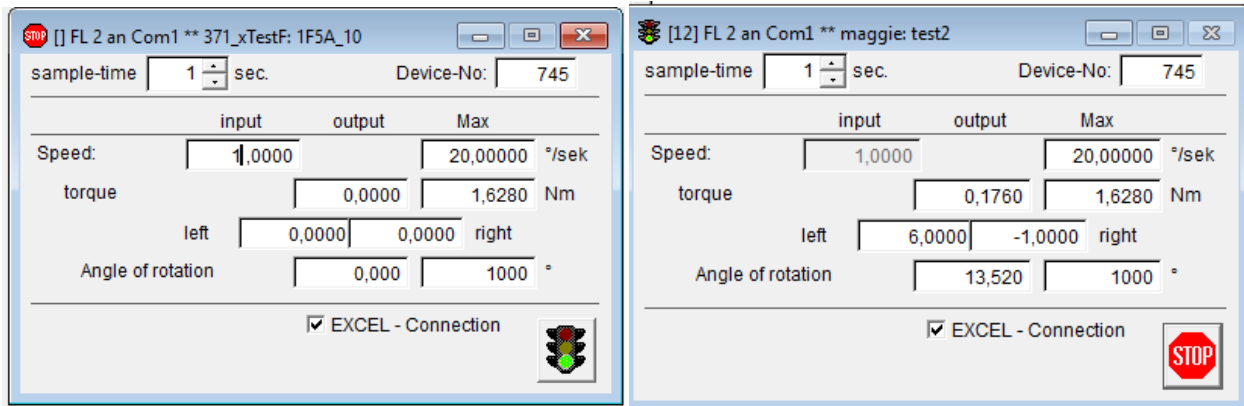 STOP [] FL 2 an Com1 ** 371_xTestF: 1F5A_10
sample-time 1 sec. Device-No: 745
input output Max
Speed: 1,0000 20,00000 °/sek
torque 0,0000 1,6280 Nm
left 0,0000 0,0000 right
Angle of rotation 0,000 1000 °
EXCEL - Connection
[12] FL 2 an Com1 ** maggie: test2
sample-time 1 sec. Device-No: 745
input output Max
Speed: 1,0000 20,00000 °/sek
torque 0,1760 1,6280 Nm
left 6,0000 -1,0000 right
Angle of rotation 13,520 1000 °
EXCEL - Connection
STOP